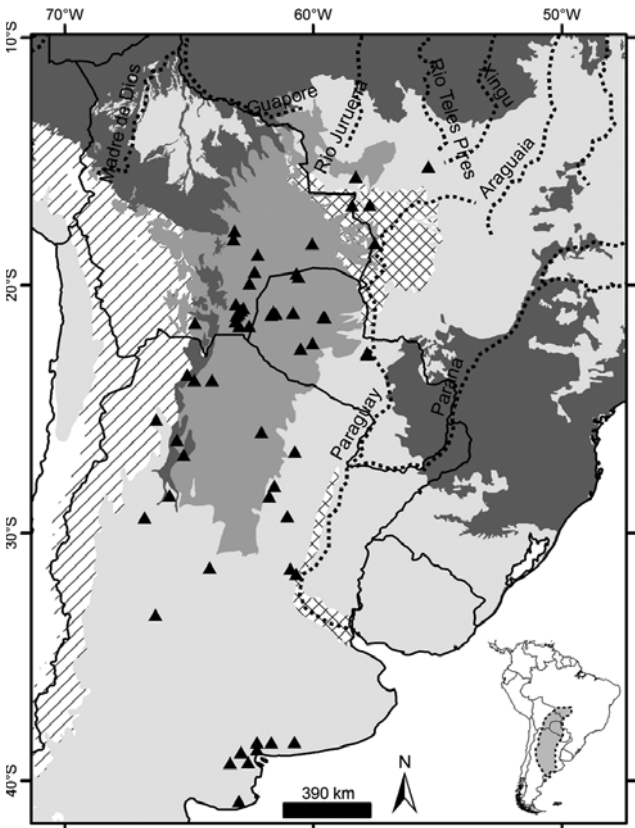 70°W 60°W 50°W
10°S
Madre de Dios
Guapore
Rio Juruena
Rio Teles Pires
Xingu
Araguaia
20°S
Paraguay
Parana
30°S
40°S
N
390 km